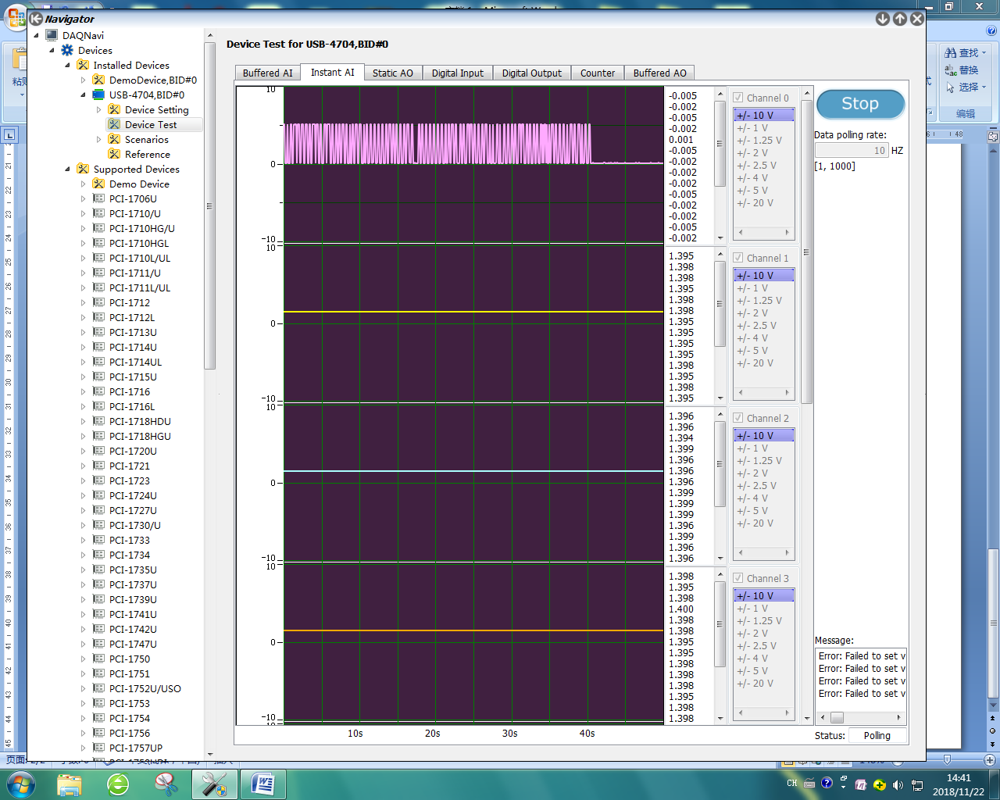 Navigator
DAQNavi
Devices
Installed Devices
DemoDevice,BID#0
USB-4704,BID#0
Device Setting
Device Test
Scenarios
Reference
Supported Devices
Demo Device
PCI-1706U
PCI-1710/U
PCI-1710HG/U
PCI-1710HGL
PCI-1710L/UL
PCI-1711/U
PCI-1711L/UL
PCI-1712
PCI-1712L
PCI-1713U
PCI-1714U
PCI-1714UL
PCI-1715U
PCI-1716
PCI-1716L
PCI-1718HDU
PCI-1718HGU
PCI-1720U
PCI-1721
PCI-1723
PCI-1724U
PCI-1727U
PCI-1730/U
PCI-1733
PCI-1734
PCI-1735U
PCI-1737U
PCI-1739U
PCI-1741U
PCI-1742U
PCI-1747U
PCI-1750
PCI-1751
PCI-1752U/USO
PCI-1753
PCI-1754
PCI-1756
PCI-1757UP
Device Test for USB-4704,BID#0
Buffered AI
Instant AI
Static AO
Digital Input
Digital Output
Counter
Buffered AO
10
0
-10
10
0
-10
10
0
-10
10
0
-10
10s
20s
30s
40s
-0.005
-0.002
-0.005
-0.002
0.001
-0.005
-0.002
-0.002
-0.002
-0.005
-0.002
-0.002
-0.005
-0.002
1.395
1.398
1.398
1.395
1.398
1.398
1.395
1.395
1.395
1.395
1.398
1.395
1.398
1.395
1.396
1.396
1.394
1.399
1.396
1.396
1.396
1.399
1.399
1.399
1.396
1.399
1.396
1.396
1.398
1.395
1.398
1.400
1.398
1.398
1.395
1.395
1.398
1.398
1.398
1.395
1.398
1.398
Channel 0
+/- 10 V
+/- 1 V
+/- 1.25 V
+/- 2 V
+/- 2.5 V
+/- 4 V
+/- 5 V
+/- 20 V
Channel 1
+/- 10 V
+/- 1 V
+/- 1.25 V
+/- 2 V
+/- 2.5 V
+/- 4 V
+/- 5 V
+/- 20 V
Channel 2
+/- 10 V
+/- 1 V
+/- 1.25 V
+/- 2 V
+/- 2.5 V
+/- 4 V
+/- 5 V
+/- 20 V
Channel 3
+/- 10 V
+/- 1 V
+/- 1.25 V
+/- 2 V
+/- 2.5 V
+/- 4 V
+/- 5 V
+/- 20 V
Stop
Data polling rate:
10 HZ
[1, 1000]
Message:
Error: Failed to set v
Error: Failed to set v
Error: Failed to set v
Error: Failed to set v
Status: Polling
查找
替换
选择
编辑
46 48
CH
14:41
2018/11/22